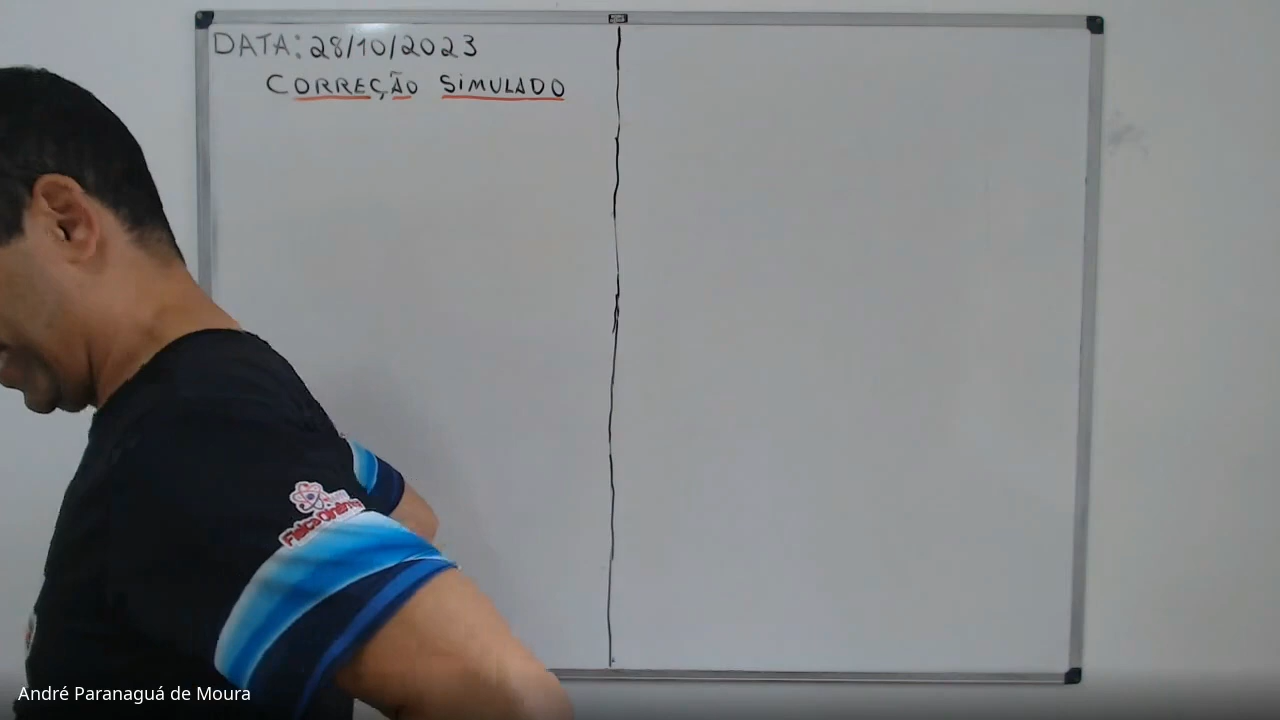 DATA: 28/10/2023
CORREÇÃO SIMULADO
André Paranaguá de Moura